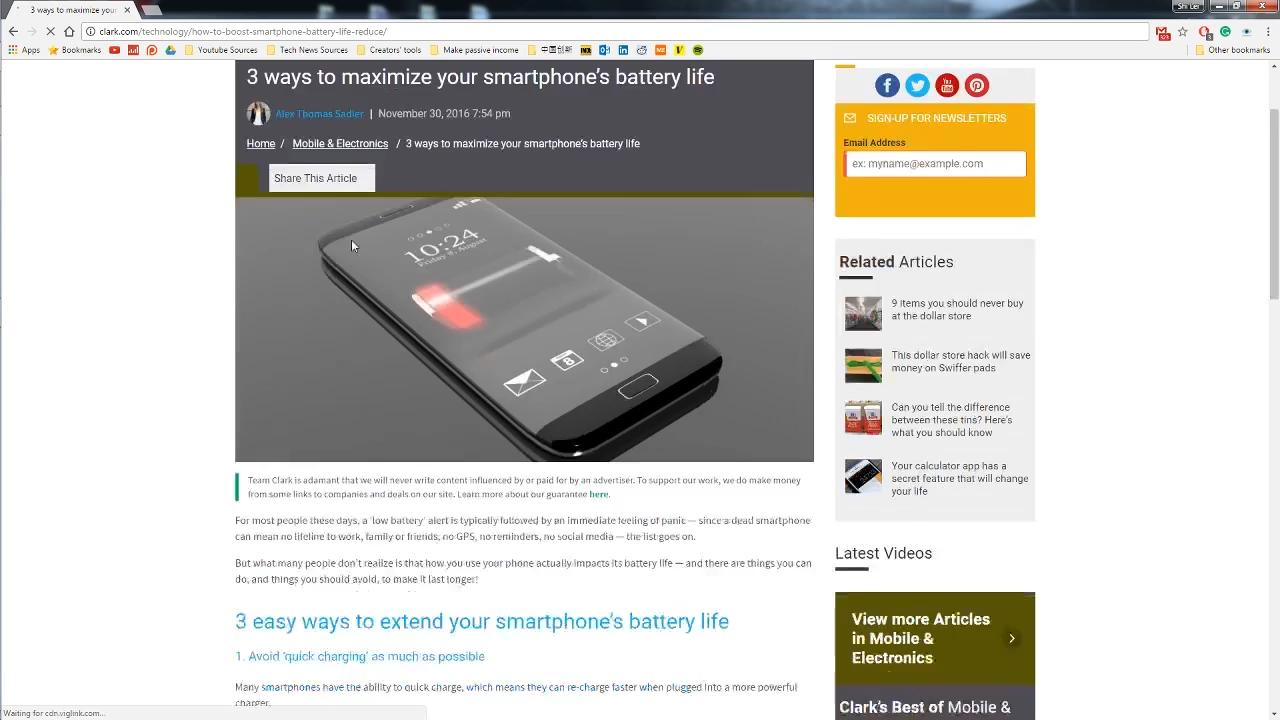 3 ways to maximize your
Shi Lei
clark.com/technology/how-to-boost-smartphone-battery-life-reduce/
Apps
Bookmarks
Youtube Sources
Tech News Sources
Creators' tools
Make passive income
中国创新
Other bookmarks
3 ways to maximize your smartphone's battery life
Alex Thomas Sadler | November 30, 2016 7:54 pm
Home / Mobile & Electronics / 3 ways to maximize your smartphone's battery life
Share This Article
10:24
Friday 8, August
8
Team Clark is adamant that we will never write content influenced by or paid for by an advertiser. To support our work, we do make money
from some links to companies and deals on our site. Learn more about our guarantee here.
For most people these days, a 'low battery' alert is typically followed by an immediate feeling of panic — since a dead smartphone
can mean no lifeline to work, family or friends, no GPS, no reminders, no social media — the list goes on.
But what many people don't realize is that how you use your phone actually impacts its battery life — and there are things you can
do, and things you should avoid, to make it last longer!
3 easy ways to extend your smartphone's battery life
1. Avoid 'quick charging' as much as possible
Many smartphones have the ability to quick charge, which means they can re-charge faster when plugged into a more powerful
charger.
SIGN-UP FOR NEWSLETTERS
Email Address
ex: myname@example.com
Related Articles
9 items you should never buy
at the dollar store
This dollar store hack will save
money on Swiffer pads
Can you tell the difference
between these tins? Here's
what you should know
Your calculator app has a
secret feature that will change
your life
Latest Videos
View more Articles
in Mobile &
Electronics
Clark's Best of Mobile &
Waiting for cdn.viglink.com...